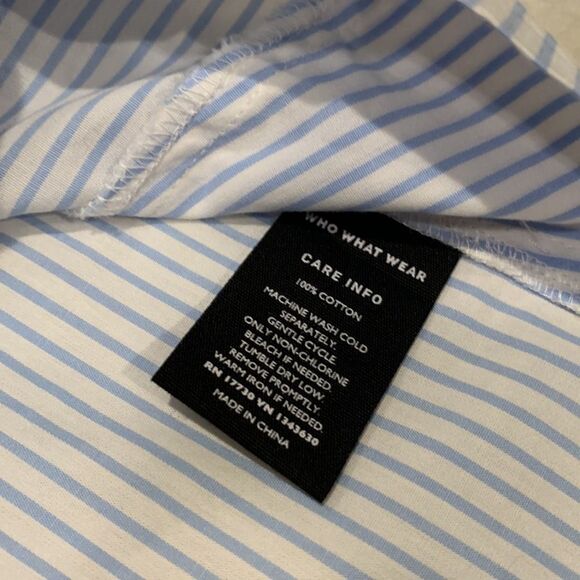 WHO WHAT WEAR
CARE INFO
100% COTTON
MACHINE WASH COLD
SEPARATELY.
GENTLE CYCLE.
ONLY NON-CHLORINE
BLEACH IF NEEDED.
TUMBLE DRY LOW.
REMOVE PROMPTLY.
WARM IRON IF NEEDED.
RN 17730 VN 1343630
MADE IN CHINA